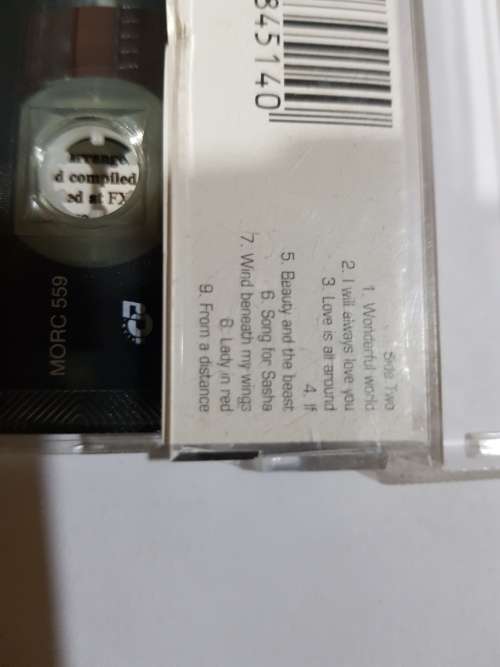 845140
Side Two
1. Wonderful world
2. I will always love you
3. Love is all around
4. If
5. Beauty and the beast
6. Song for Sasha
7. Wind beneath my wings
8. Lady in red
9. From a distance
MORC 559
arrange
d compiled
ed at FX